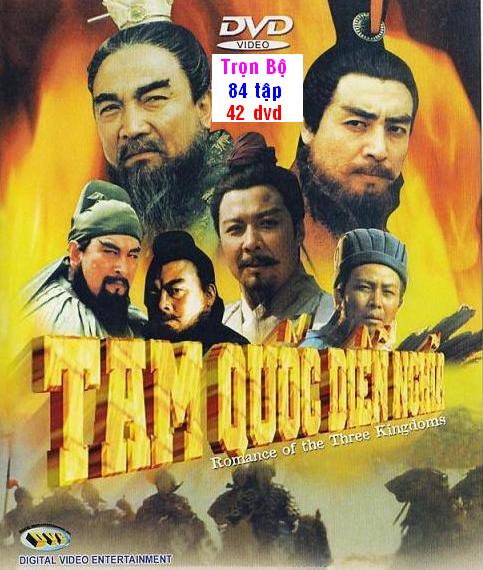 DVD
VIDEO
Trọn Bộ
84 tập
42 dvd
TAM QUỐC DIỄN NGHĨA
Romance of the Three Kingdoms
DIGITAL VIDEO ENTERTAINMENT